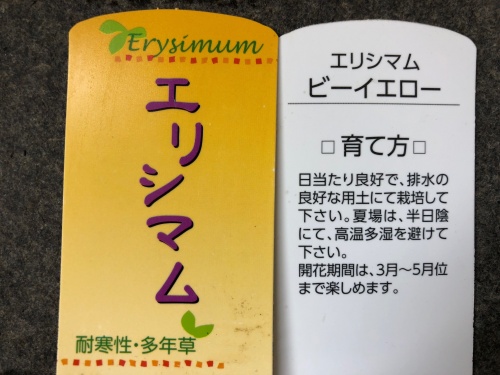 Erysimum
エリシマム
耐寒性・多年草
エリシマム
ビーイエロー
□ 育て方 □
日当たり良好で、排水の
良好な用土にて栽培して
下さい。夏場は、半日陰
にて、高温多湿を避けて
下さい。
開花期間は、3月～5月位
まで楽しめます。